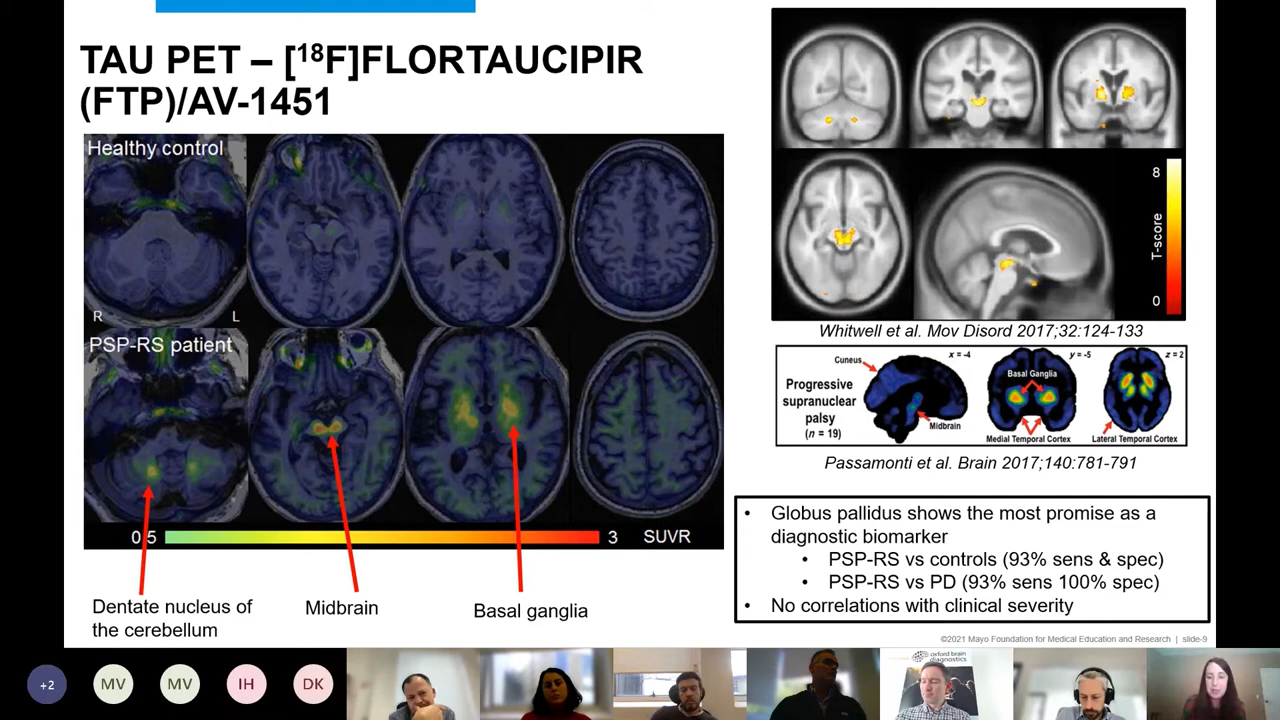 TAU PET – [18F]FLORTAUCIPIR
(FTP)/AV-1451
Healthy control
R
L
PSP-RS patient
0.5
3
SUVR
Dentate nucleus of
the cerebellum
Midbrain
Basal ganglia
8
T-score
0
Whitwell et al. Mov Disord 2017;32:124-133
Progressive
supranuclear
palsy
(n = 19)
Cuneus
x = -4
Midbrain
y = -5
Basal Ganglia
Medial Temporal Cortex
z = 2
Lateral Temporal Cortex
Passamonti et al. Brain 2017;140:781-791
• Globus pallidus shows the most promise as a
diagnostic biomarker
• PSP-RS vs controls (93% sens & spec)
• PSP-RS vs PD (93% sens 100% spec)
• No correlations with clinical severity
©2021 Mayo Foundation for Medical Education and Research | slide-9
+2
MV
MV
IH
DK
oxford brain
diagnostics